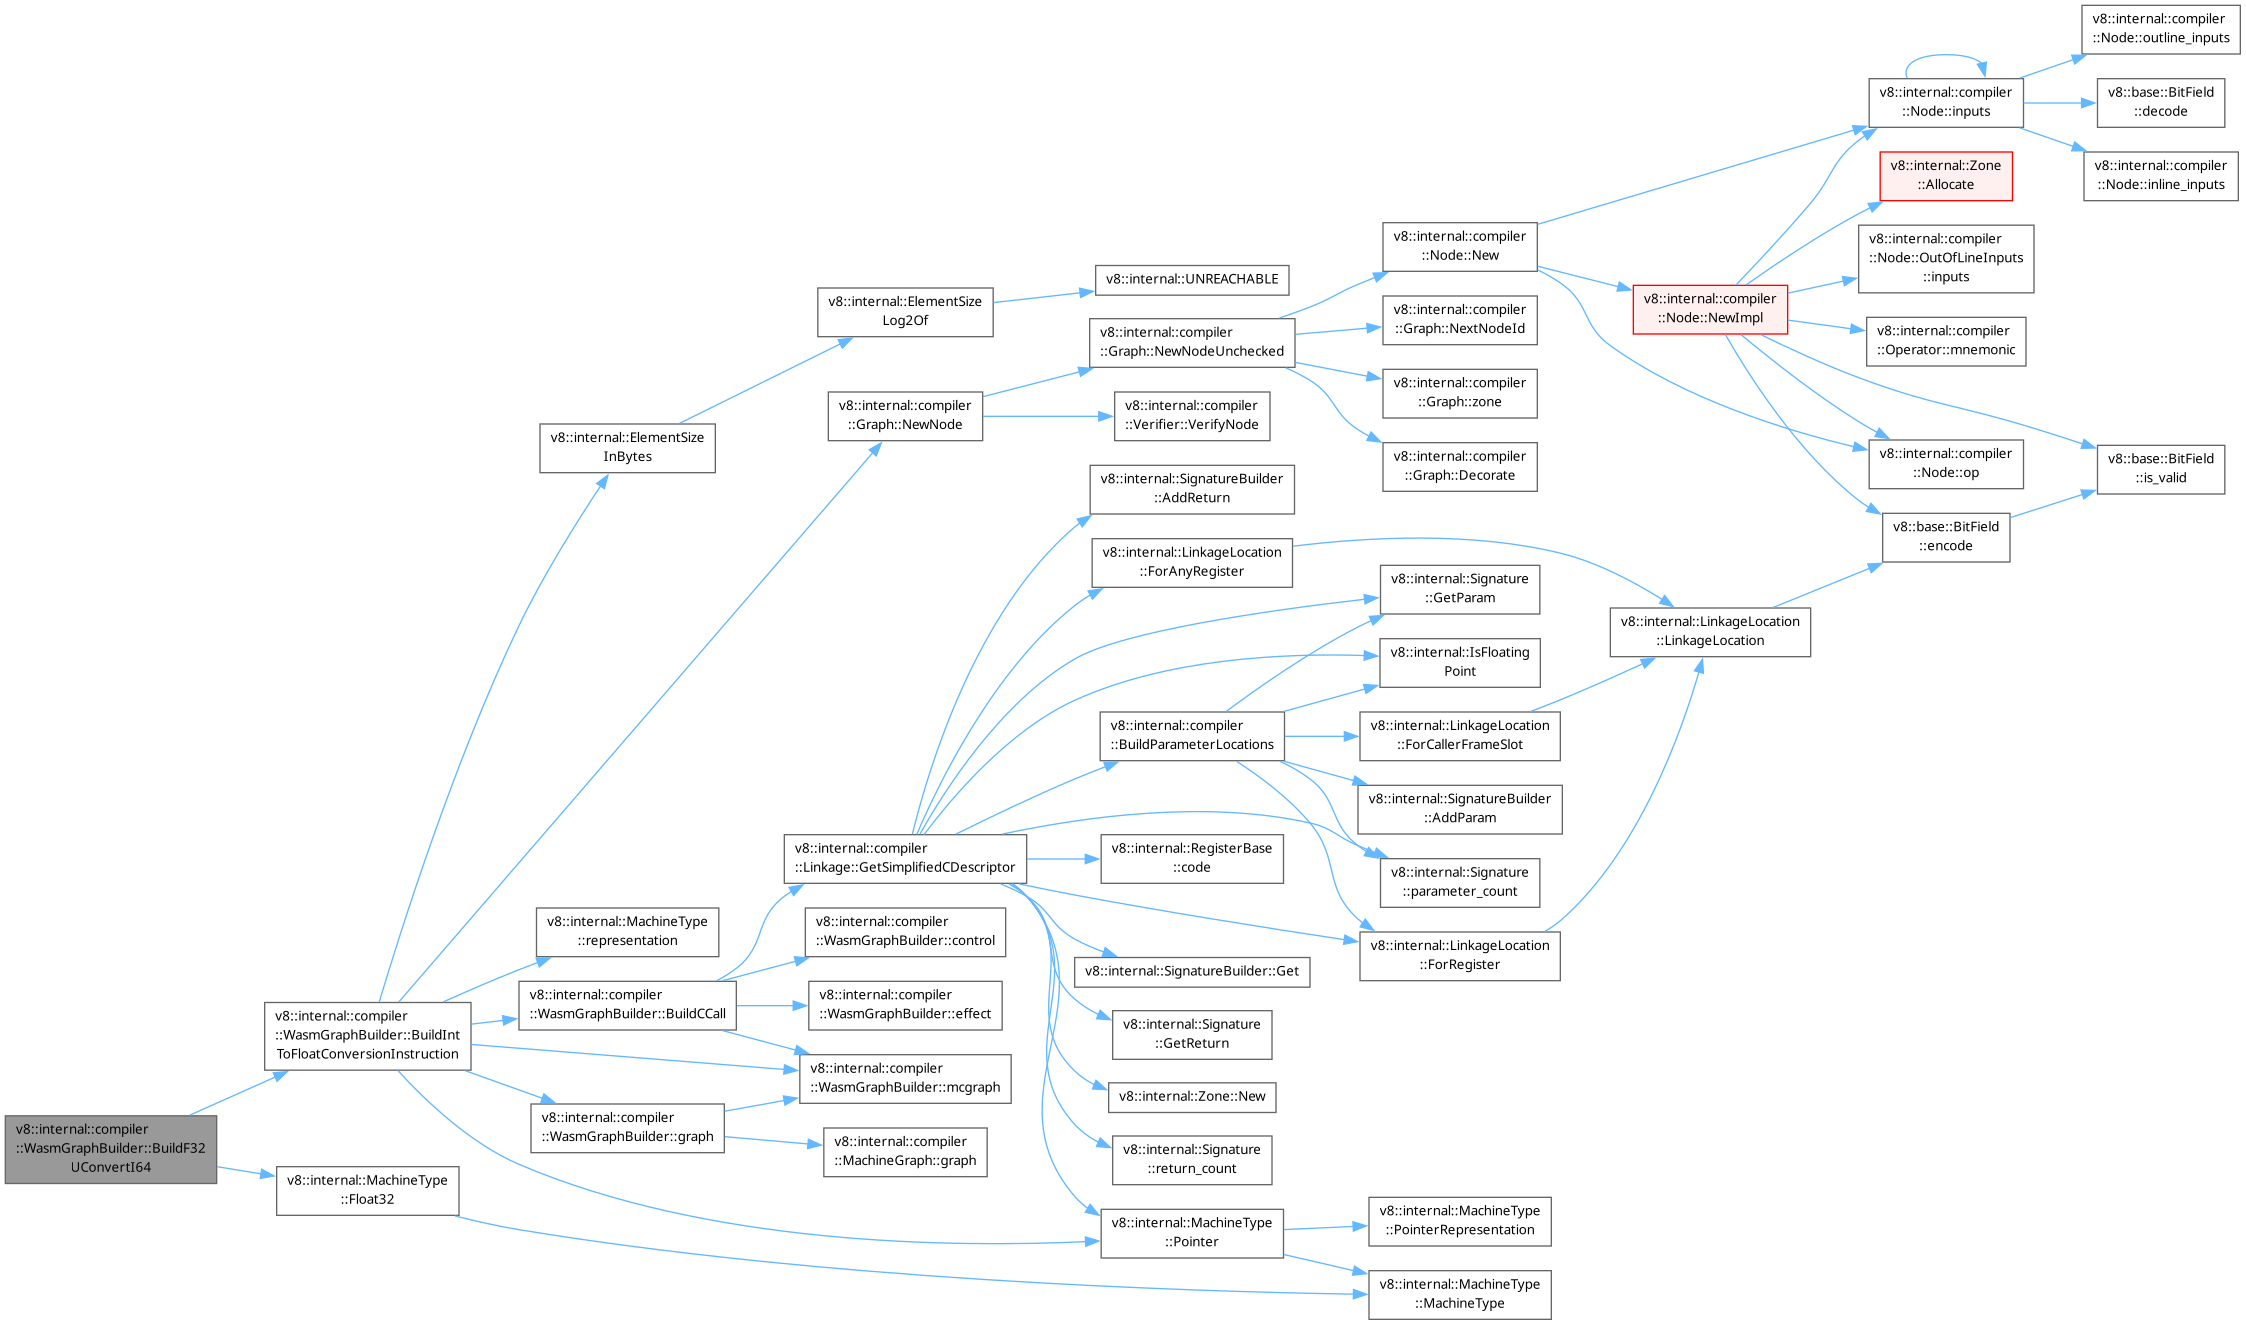 v8::internal::compiler
::WasmGraphBuilder::BuildF32
UConvertI64
v8::internal::compiler
::WasmGraphBuilder::BuildInt
ToFloatConversionInstruction
v8::internal::MachineType
::Float32
v8::internal::ElementSize
InBytes
v8::internal::MachineType
::representation
v8::internal::compiler
::WasmGraphBuilder::BuildCCall
v8::internal::compiler
::WasmGraphBuilder::graph
v8::internal::ElementSize
Log2Of
v8::internal::compiler
::Graph::NewNode
v8::internal::compiler
::Linkage::GetSimplifiedCDescriptor
v8::internal::compiler
::WasmGraphBuilder::control
v8::internal::compiler
::WasmGraphBuilder::effect
v8::internal::compiler
::WasmGraphBuilder::mcgraph
v8::internal::compiler
::MachineGraph::graph
v8::internal::UNREACHABLE
v8::internal::compiler
::Graph::NewNodeUnchecked
v8::internal::compiler
::Verifier::VerifyNode
v8::internal::SignatureBuilder
::AddReturn
v8::internal::LinkageLocation
::ForAnyRegister
v8::internal::compiler
::BuildParameterLocations
v8::internal::RegisterBase
::code
v8::internal::SignatureBuilder::Get
v8::internal::Signature
::GetReturn
v8::internal::Zone::New
v8::internal::Signature
::return_count
v8::internal::MachineType
::Pointer
v8::internal::compiler
::Node::New
v8::internal::compiler
::Graph::NextNodeId
v8::internal::compiler
::Graph::zone
v8::internal::compiler
::Graph::Decorate
v8::internal::Signature
::GetParam
v8::internal::IsFloating
Point
v8::internal::LinkageLocation
::ForCallerFrameSlot
v8::internal::SignatureBuilder
::AddParam
v8::internal::Signature
::parameter_count
v8::internal::LinkageLocation
::ForRegister
v8::internal::MachineType
::PointerRepresentation
v8::internal::MachineType
::MachineType
v8::internal::compiler
::Node::NewImpl
v8::internal::LinkageLocation
::LinkageLocation
v8::internal::compiler
::Node::inputs
v8::internal::Zone
::Allocate
v8::internal::compiler
::Node::OutOfLineInputs
::inputs
v8::internal::compiler
::Operator::mnemonic
v8::internal::compiler
::Node::op
v8::base::BitField
::encode
v8::internal::compiler
::Node::outline_inputs
v8::base::BitField
::decode
v8::internal::compiler
::Node::inline_inputs
v8::base::BitField
::is_valid